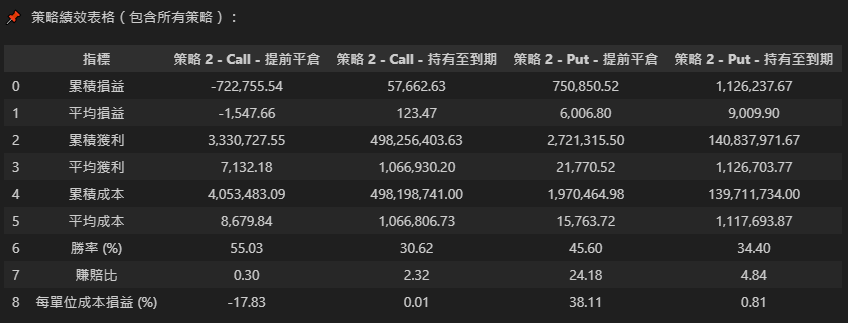 📌 策略績效表格 ( 包含所有策略 ) ：
指標 策略 2 - Call - 提前平倉 策略 2 - Call - 持有至到期 策略 2 - Put - 提前平倉 策略 2 - Put - 持有至到期
0 累積損益 -722,755.54 57,662.63 750,850.52 1,126,237.67
1 平均損益 -1,547.66 123.47 6,006.80 9,009.90
2 累積獲利 3,330,727.55 498,256,403.63 2,721,315.50 140,837,971.67
3 平均獲利 7,132.18 1,066,930.20 21,770.52 1,126,703.77
4 累積成本 4,053,483.09 498,198,741.00 1,970,464.98 139,711,734.00
5 平均成本 8,679.84 1,066,806.73 15,763.72 1,117,693.87
6 勝率 (%) 55.03 30.62 45.60 34.40
7 賺賠比 0.30 2.32 24.18 4.84
8 每單位成本損益 (%) -17.83 0.01 38.11 0.81